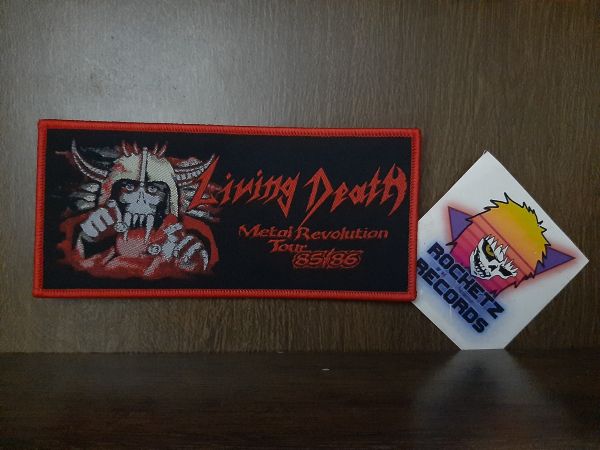 Living Death
Metal Revolution
Tour 85/86
ROCKETZ
RECORDS